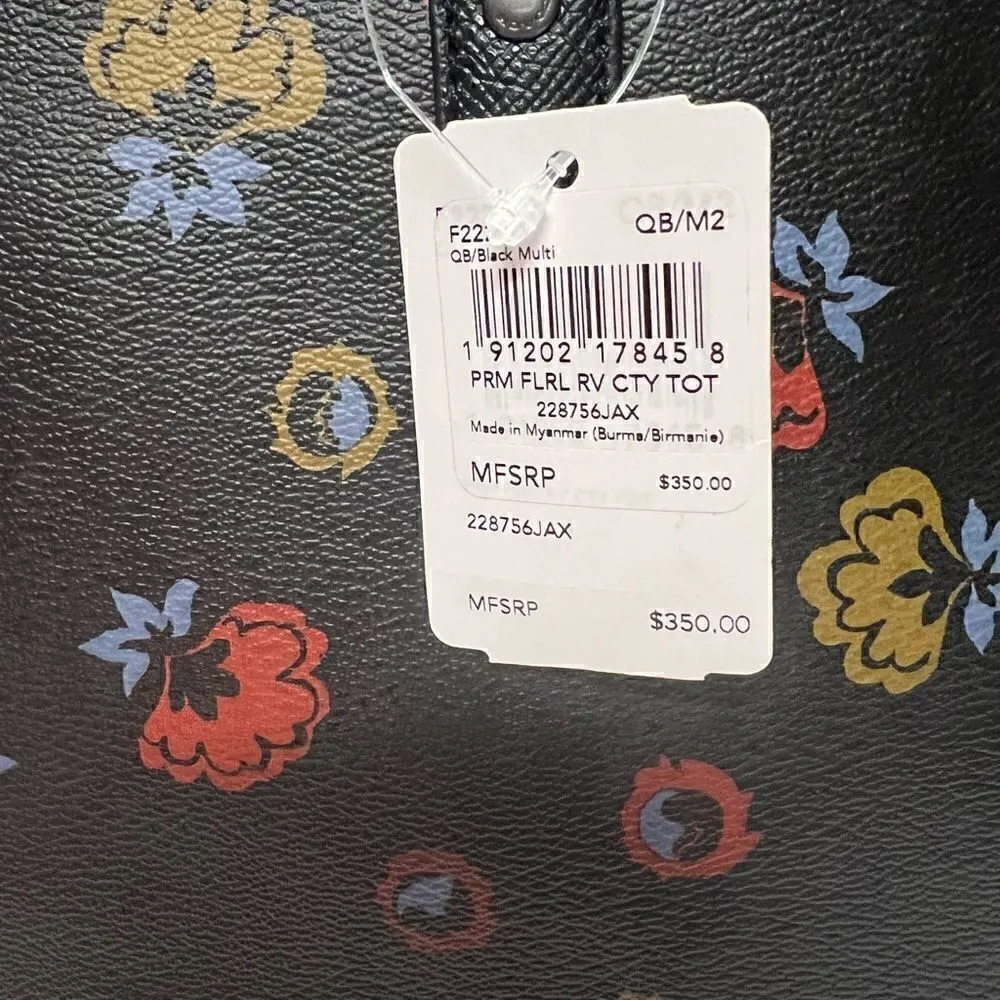 QB/M2
QB/Black Multi
1 91202 17845 8
PRM FLRL RV CTY TOT
228756JAX
Made in Myanmar (Burma/Birmanie)
MFSRP $350.00
228756JAX
MFSRP $350.00